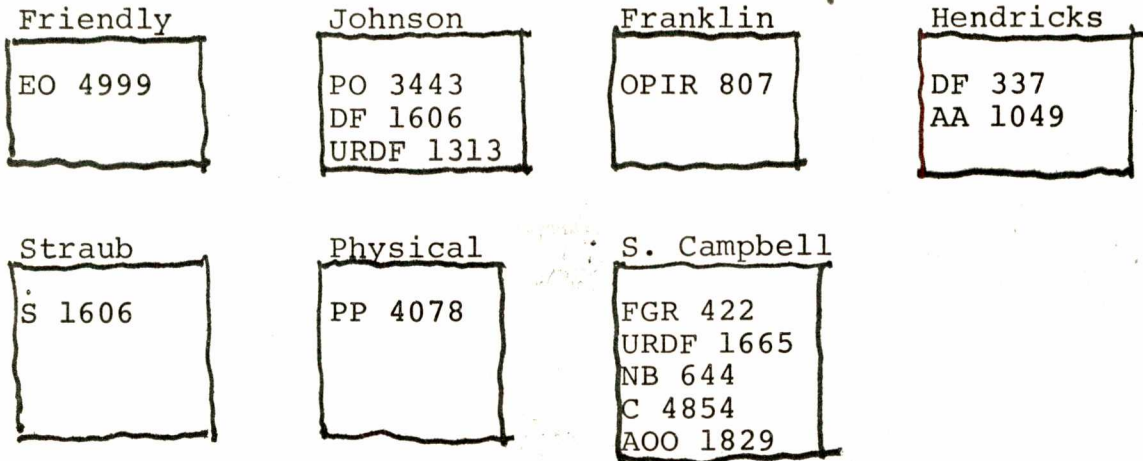 Friendly
EO 4999
Johnson
PO 3443
DF 1606
URDF 1313
Franklin
OPIR 807
Hendricks
DF 337
AA 1049
Straub
S 1606
Physical
PP 4078
S. Campbell
FGR 422
URDF 1665
NB 644
C 4854
AOO 1829